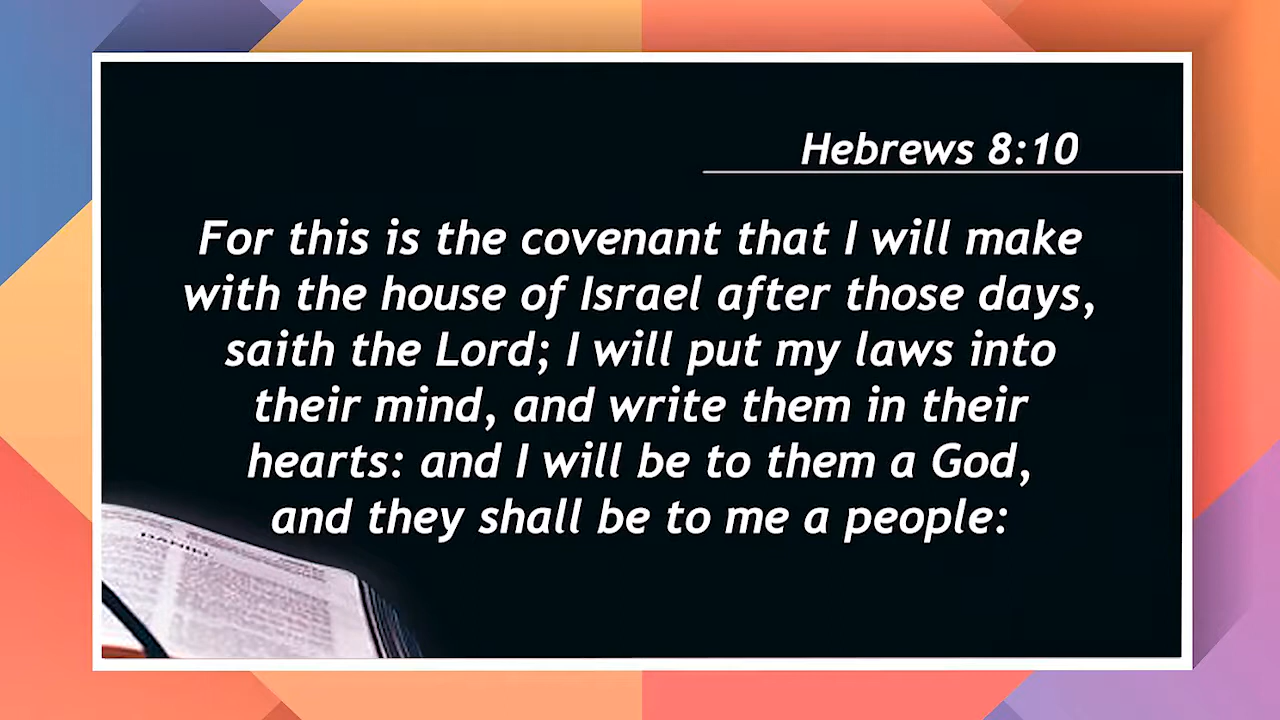 Hebrews 8:10
For this is the covenant that I will make
with the house of Israel after those days,
saith the Lord; I will put my laws into
their mind, and write them in their
hearts: and I will be to them a God,
and they shall be to me a people:
DANIEL